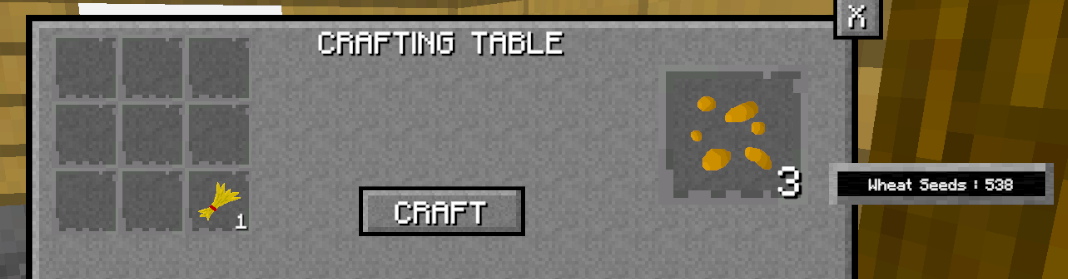 X
CRAFTING TABLE
3
Wheat Seeds : 538
1
CRAFT